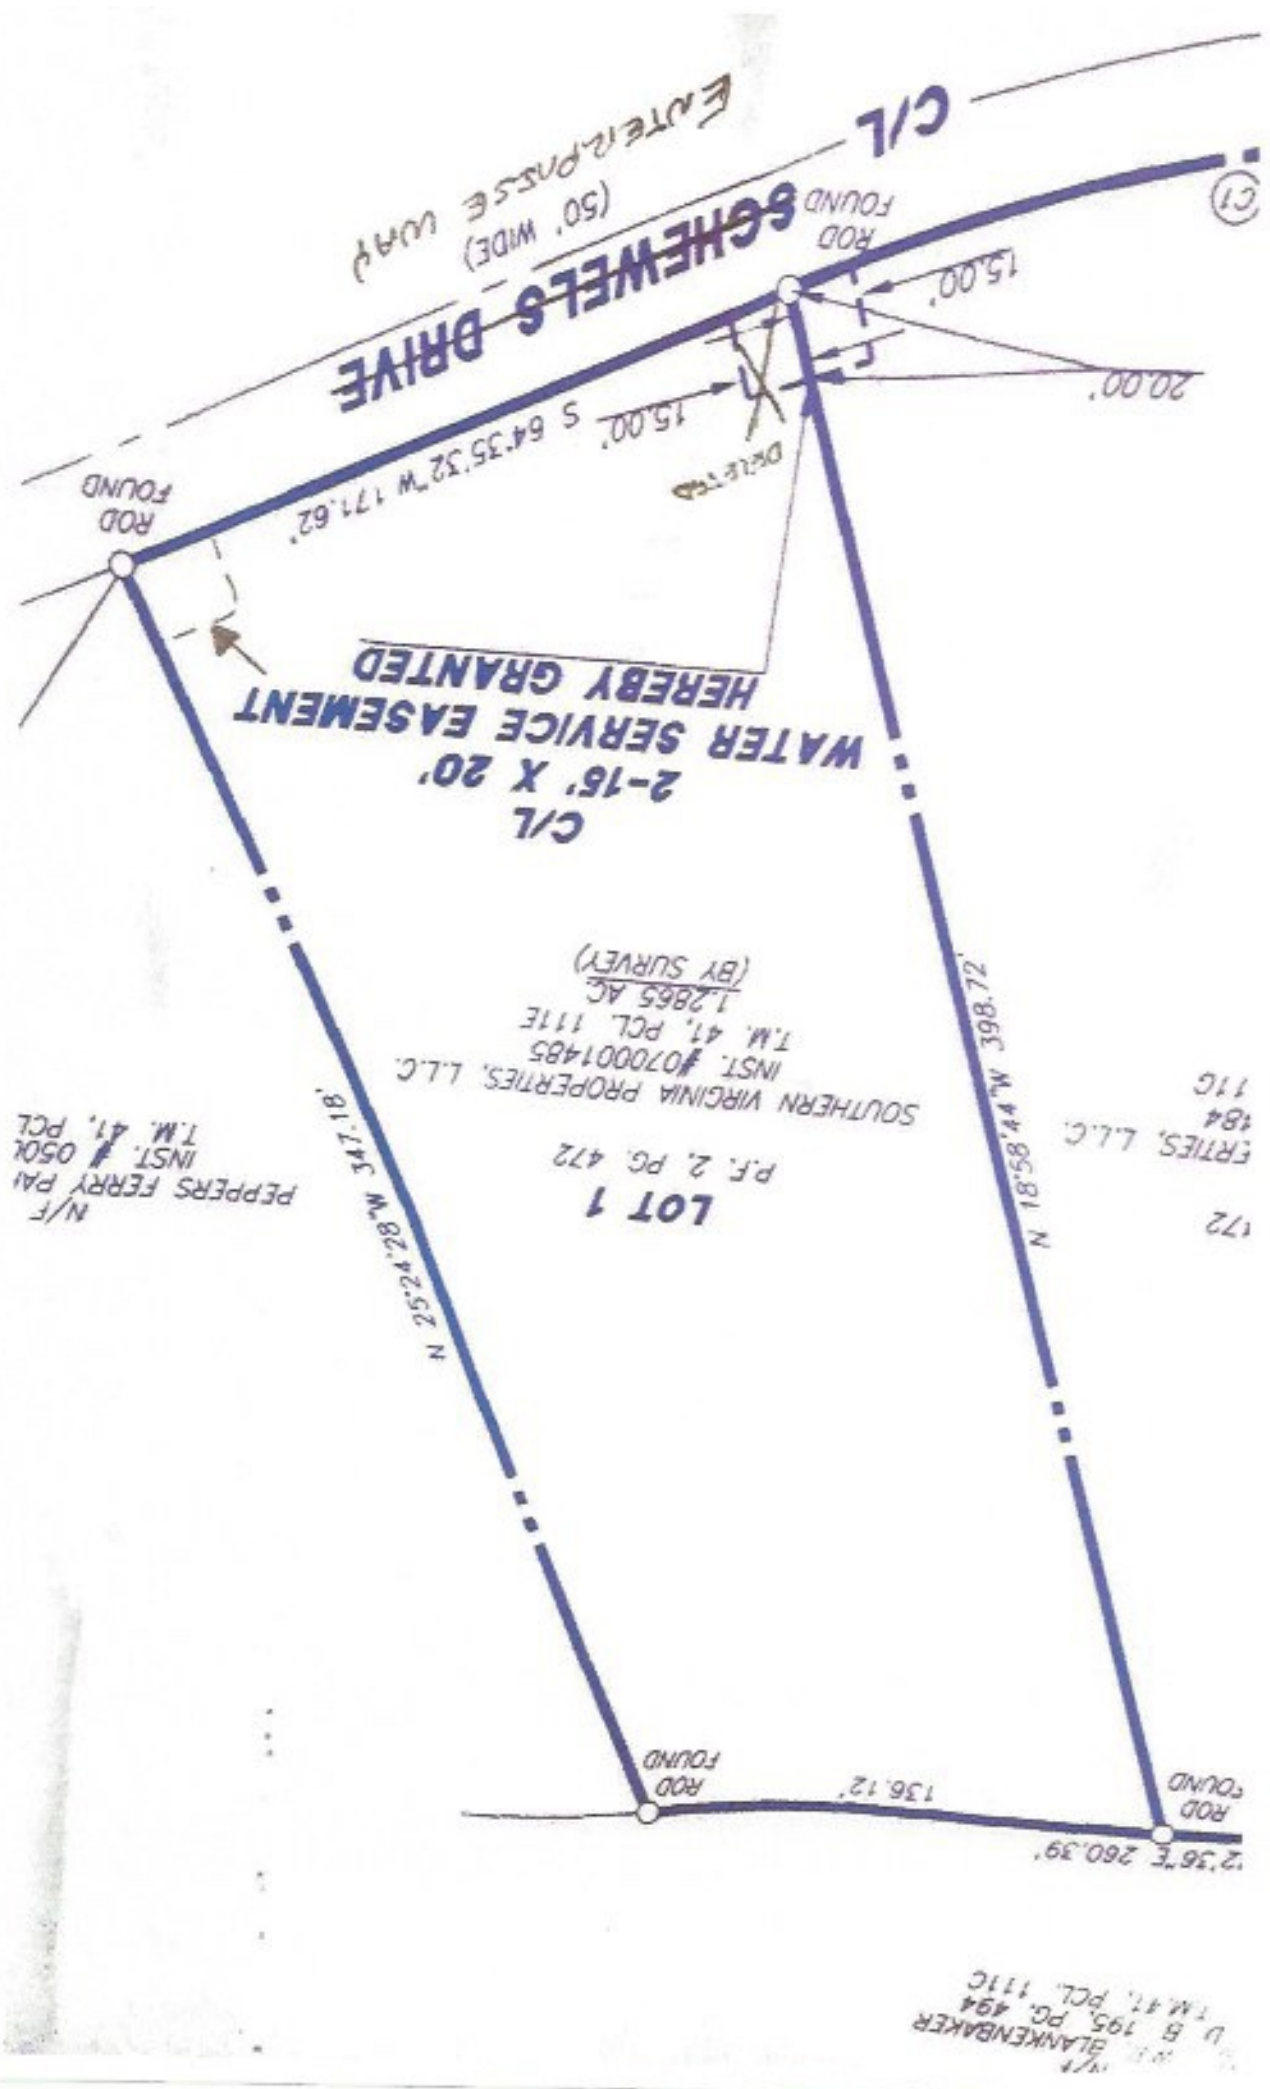 BLANKENBAKER
B 195, PG. 494
T.M. 41, PCL. 111C
2'36"E 260.39'
136.12'
ROD
FOUND
ROD
FOUND
LOT 1
P.F. 2, PG. 472
SOUTHERN VIRGINIA PROPERTIES, L.L.C.
INST. #070001485
T.M. 41, PCL. 111E
1.2865 AC
(BY SURVEY)
472
ERTIES, L.L.C.
184
11G
N/F
PEPPERS FERRY
INST. #
T.M. 41, PCL
N 18°58'44"W 398.72'
N 25°24'28"W 347.18'
C/L
2-15' X 20'
WATER SERVICE EASEMENT
HEREBY GRANTED
DELETED
S 64°35'32"W 171.62'
15.00'
15.00'
20.00'
ROD
FOUND
ROD
FOUND
C1
SCHEWELS DRIVE
(50' WIDE)
ENTERPRISE WAY
C/L